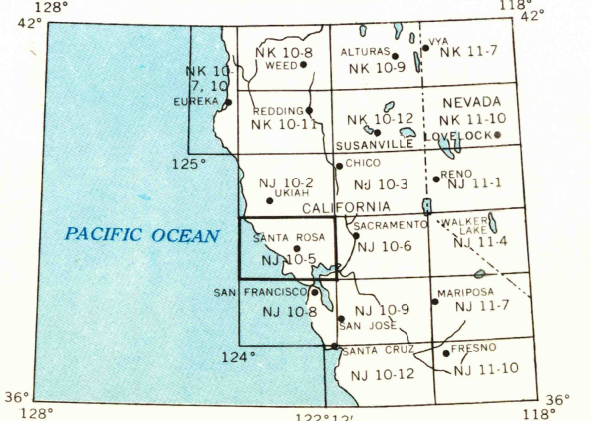 128°
118°
42°
42°
NK 10-8
WEED
ALTURAS
NK 10-9
VYA
NK 11-7
NK 10-
7, 10
EUREKA
REDDING
NK 10-11
NK 10-12
SUSANVILLE
NEVADA
NK 11-10
LOVELOCK
125°
CHICO
NJ 10-2
UKIAH
NJ 10-3
RENO
NJ 11-1
CALIFORNIA
PACIFIC OCEAN
SANTA ROSA
NJ 10-5
SACRAMENTO
NJ 10-6
WALKER
LAKE
NJ 11-4
SAN FRANCISCO
NJ 10-8
NJ 10-9
SAN JOSE
MARIPOSA
NJ 11-7
124°
SANTA CRUZ
NJ 10-12
FRESNO
NJ 11-10
36°
36°
128°
122°12'
118°